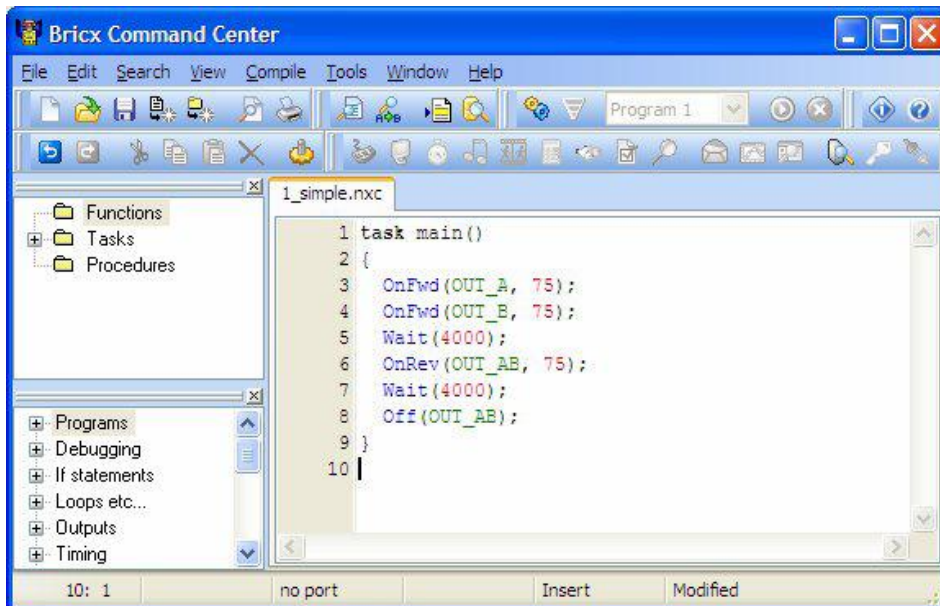 Bricx Command Center
File Edit Search View Compile Tools Window Help
Program 1
Functions
Tasks
Procedures
Programs
Debugging
If statements
Loops etc...
Outputs
Timing
1_simple.nxc
1 task main()
2 {
3 OnFwd(OUT_A, 75);
4 OnFwd(OUT_B, 75);
5 Wait(4000);
6 OnRev(OUT_AB, 75);
7 Wait(4000);
8 Off(OUT_AB);
9 }
10
10: 1 no port Insert Modified